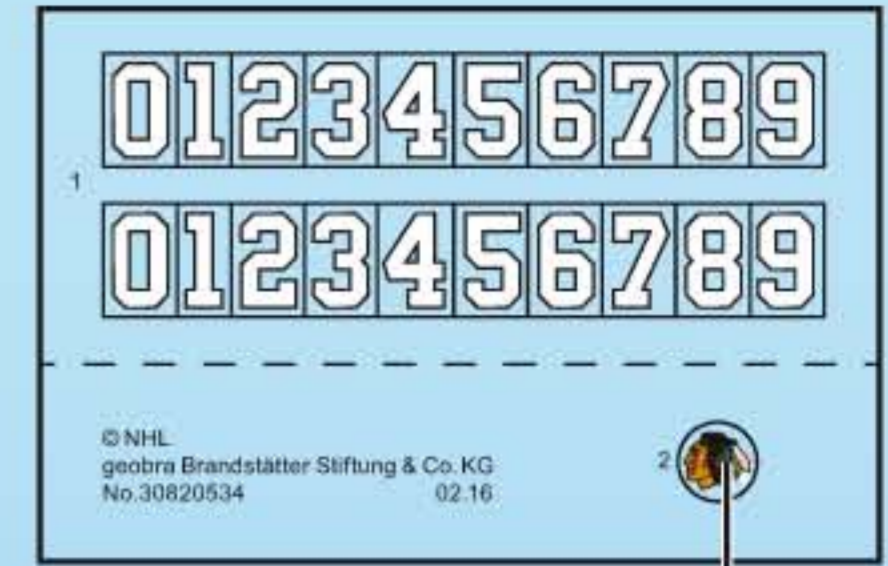 0123456789
1
0123456789
© NHL
geobra Brandstätter Stiftung & Co. KG
No.30820534 02.16
2